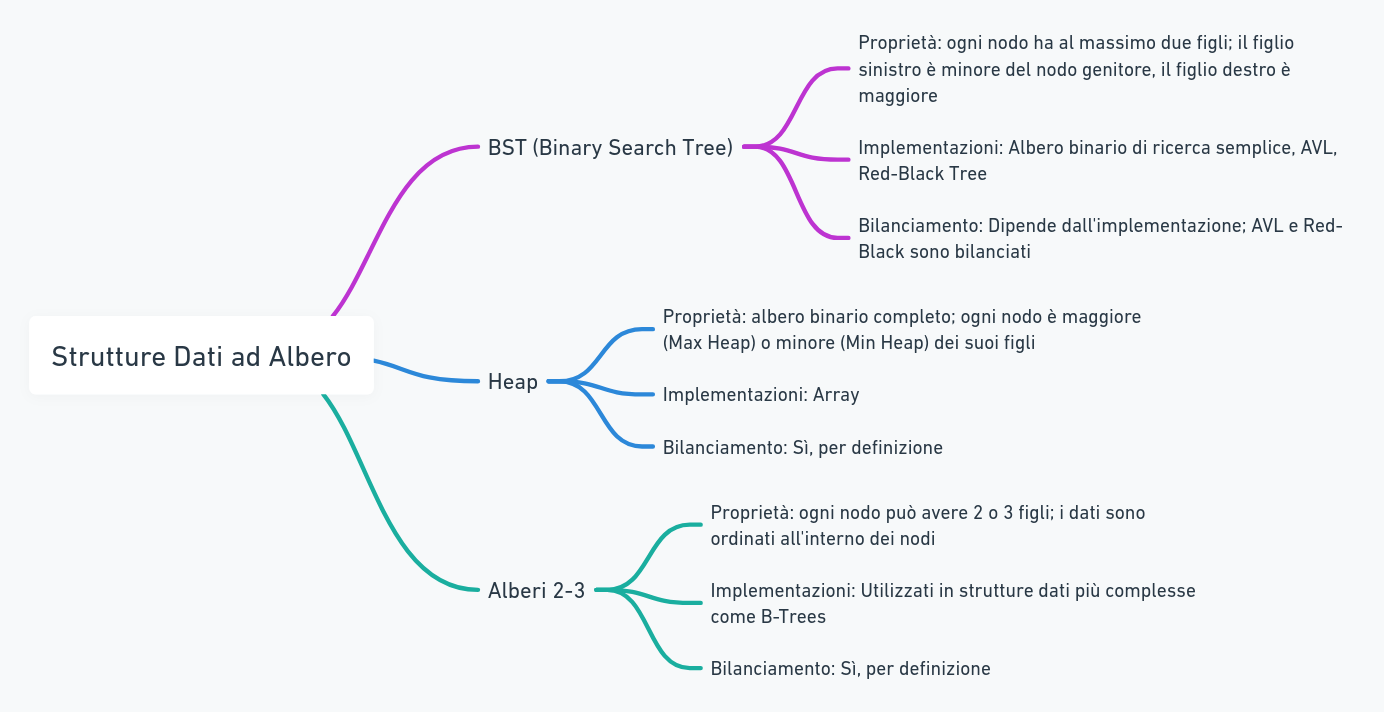 Strutture Dati ad Albero
BST (Binary Search Tree)
Proprietà: ogni nodo ha al massimo due figli; il figlio
sinistro è minore del nodo genitore, il figlio destro è
maggiore
Implementazioni: Albero binario di ricerca semplice, AVL,
Red-Black Tree
Bilanciamento: Dipende dall'implementazione; AVL e Red-
Black sono bilanciati
Heap
Proprietà: albero binario completo; ogni nodo è maggiore
(Max Heap) o minore (Min Heap) dei suoi figli
Implementazioni: Array
Bilanciamento: Sì, per definizione
Alberi 2-3
Proprietà: ogni nodo può avere 2 o 3 figli; i dati sono
ordinati all'interno dei nodi
Implementazioni: Utilizzati in strutture dati più complesse
come B-Trees
Bilanciamento: Sì, per definizione